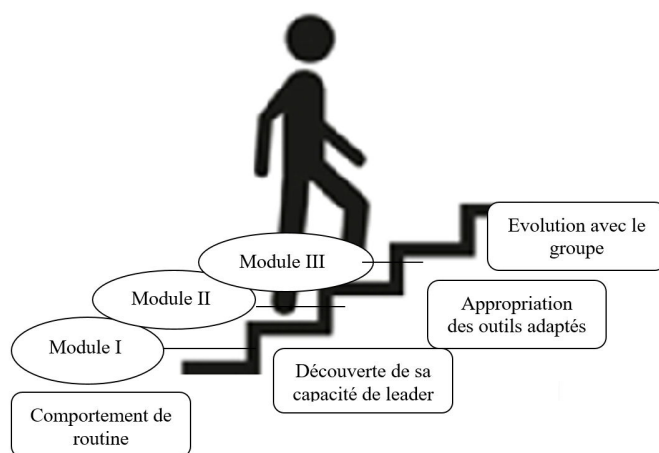 Evolution avec le
groupe
Module III
Module II
Appropriation
des outils adaptés
Module I
Découverte de sa
capacité de leader
Comportement de
routine